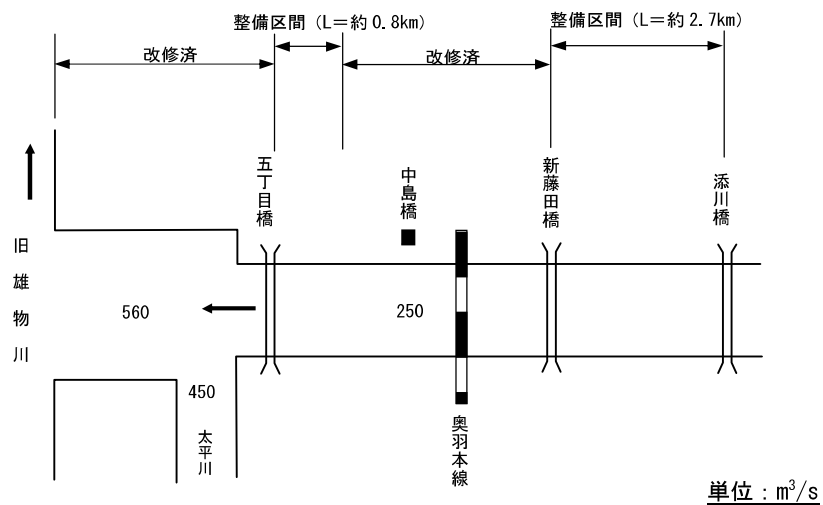 整備区間（L＝約0.8km）
整備区間（L＝約2.7km）
改修済
改修済
五丁目橋
中島橋
新藤田橋
添川橋
旧雄物川
560
250
450
太平川
奥羽本線
単位：m³/s